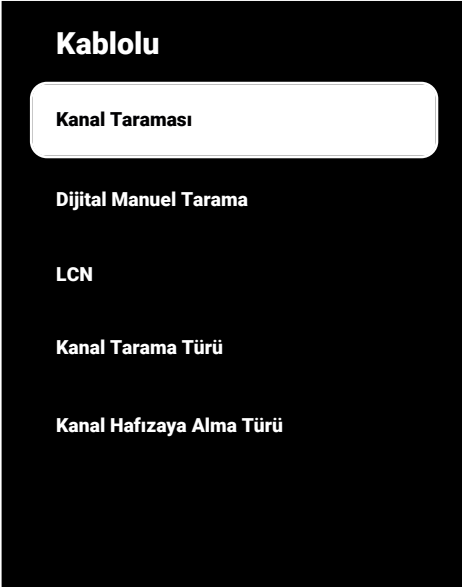 Kablolu
Kanal Taraması
Dijital Manuel Tarama
LCN
Kanal Tarama Türü
Kanal Hafızaya Alma Türü